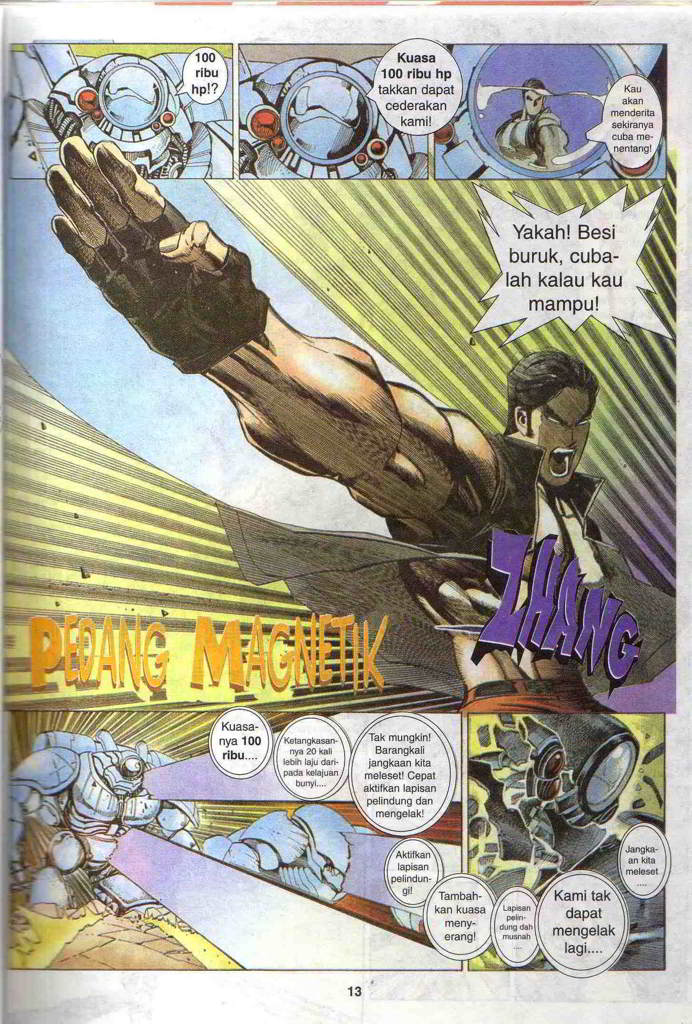 100
ribu
hp!?
Kuasa
100 ribu hp
takkan dapat
cederakan
kami!
Kau
akan
menderita
sekiranya
cuba me-
nentang!
Yakah! Besi
buruk, cuba-
lah kalau kau
mampu!
ZHANG
PEDANG MAGNETIK
Kuasa-
nya 100
ribu....
Ketangkasan-
nya 20 kali
lebih laju dari-
pada kelajuan
bunyi....
Tak mungkin!
Barangkali
jangkaan kita
meleset! Cepat
aktifkan lapisan
pelindung dan
mengelak!
Aktifkan
lapisan
pelindun-
gi!
Tambah-
kan kuasa
meny-
erang!
Lapisan
pelin-
dung dah
musnah
....
Kami tak
dapat
mengelak
lagi....
Jangka-
an kita
meleset
....
13